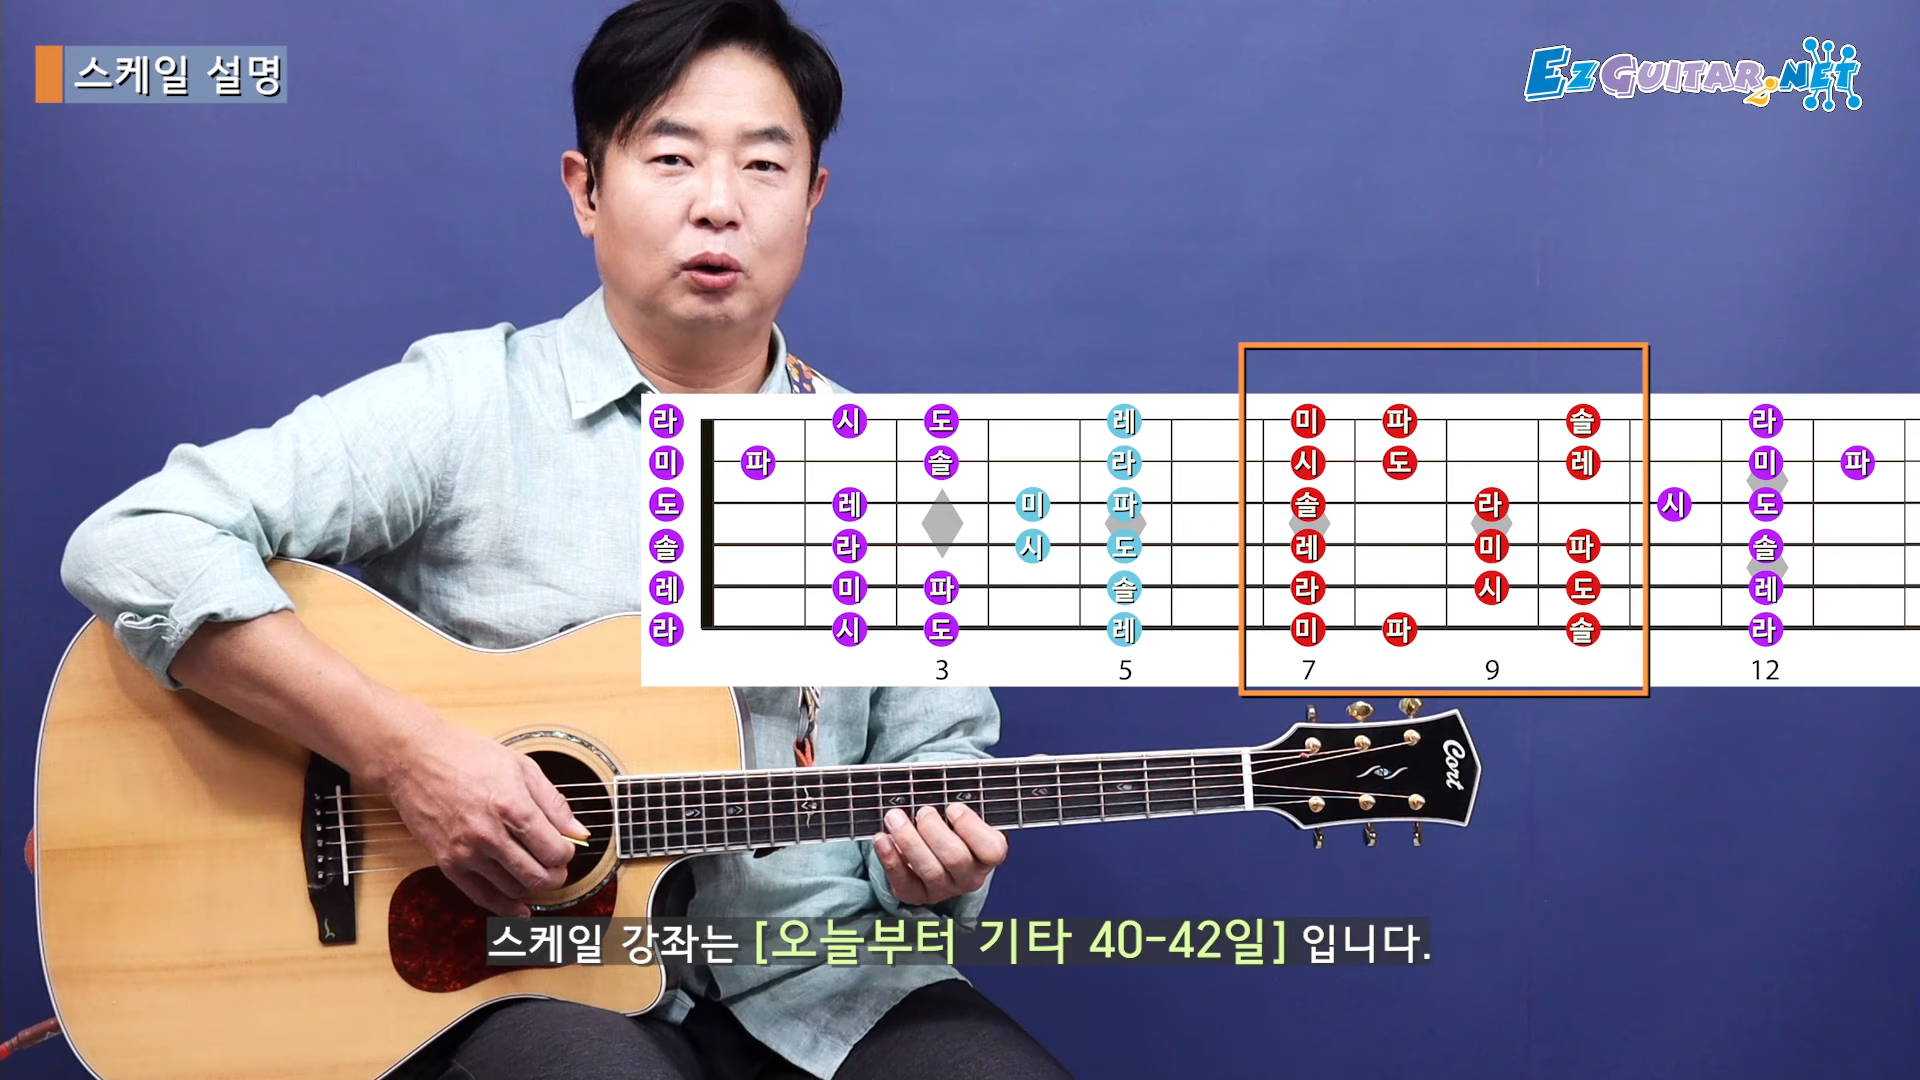 스케일 설명
EzGuitar2.net
라 시 도 레 미 파 솔 라
미 파 솔 라 시 도 레 미 파
도 레 미 파 솔 라 시 도
솔 라 시 도 레 미 파 솔
레 미 파 솔 라 시 도 레
라 시 도 레 미 파 솔 라
3 5 7 9 12
Cort
스케일 강좌는 [오늘부터 기타 40-42일] 입니다.